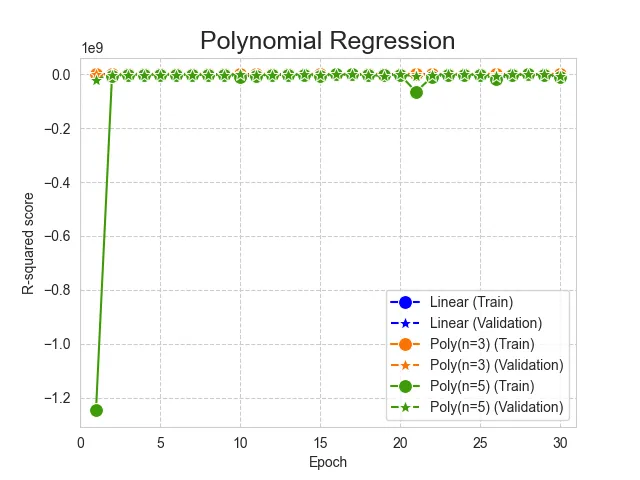 Polynomial Regression
1e9
0.0
−0.2
−0.4
−0.6
−0.8
−1.0
−1.2
R-squared score
0
5
10
15
20
25
30
Epoch
Linear (Train)
Linear (Validation)
Poly(n=3) (Train)
Poly(n=3) (Validation)
Poly(n=5) (Train)
Poly(n=5) (Validation)